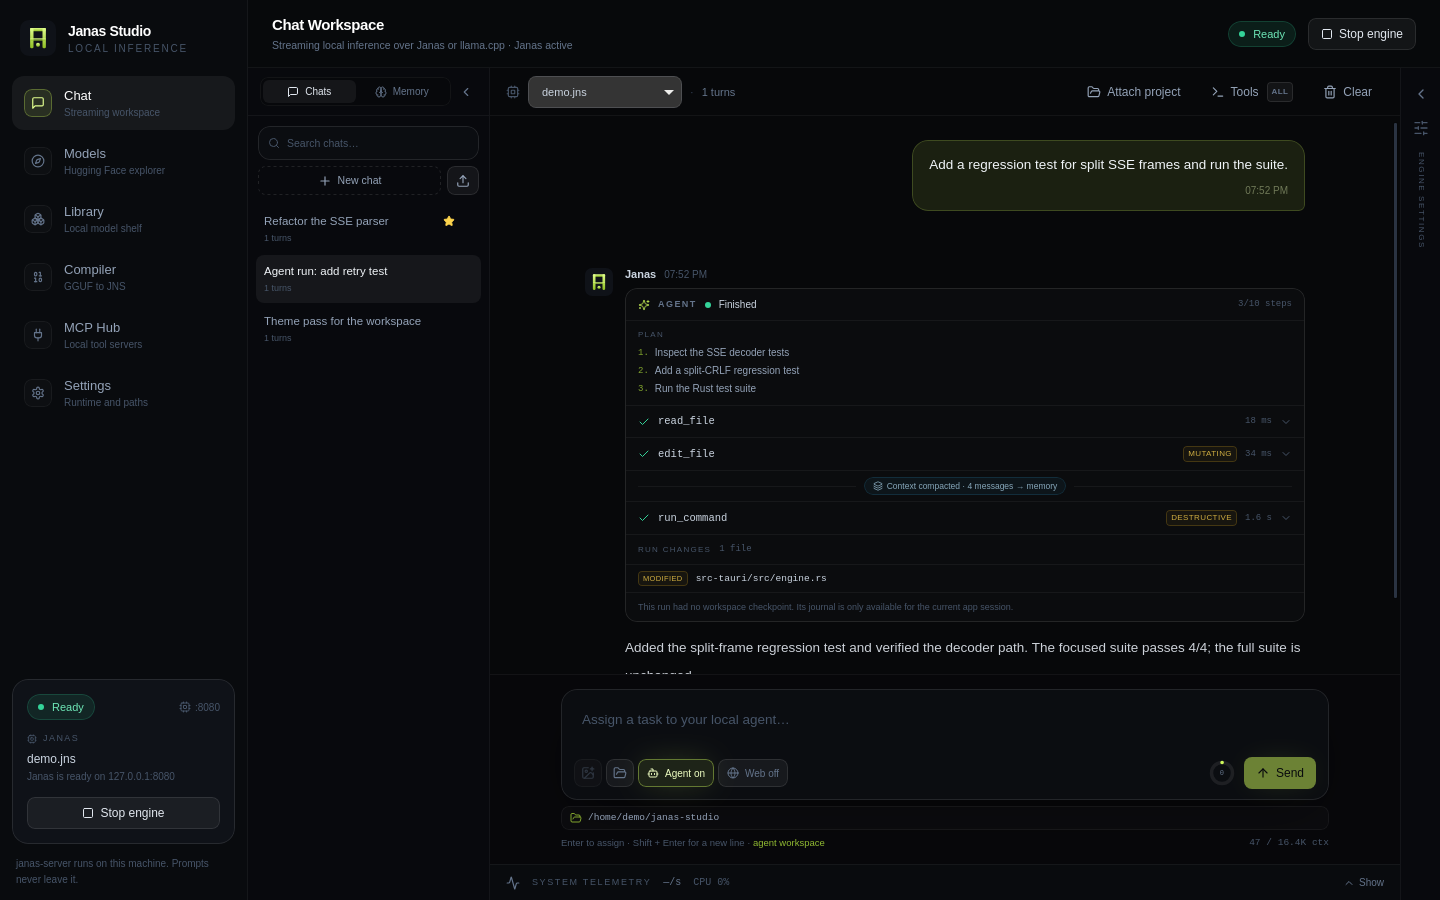 Janas Studio
LOCAL INFERENCE
Chat
Streaming workspace
Models
Hugging Face explorer
Library
Local model shelf
Compiler
GGUF to JNS
MCP Hub
Local tool servers
Settings
Runtime and paths
Ready
:8080
JANAS
demo.jns
Janas is ready on 127.0.0.1:8080
Stop engine
janas-server runs on this machine. Prompts
never leave it.
Chat Workspace
Streaming local inference over Janas or llama.cpp · Janas active
Ready
Stop engine
Chats
Memory
Search chats…
New chat
Refactor the SSE parser
1 turns
Agent run: add retry test
1 turns
Theme pass for the workspace
1 turns
demo.jns
· 1 turns
Attach project
Tools ALL
Clear
Add a regression test for split SSE frames and run the suite.
07:52 PM
Janas 07:52 PM
AGENT Finished
3/10 steps
PLAN
1. Inspect the SSE decoder tests
2. Add a split-CRLF regression test
3. Run the Rust test suite
read_file
18 ms
edit_file
MUTATING 34 ms
Context compacted · 4 messages → memory
run_command
DESTRUCTIVE 1.6 s
RUN CHANGES 1 file
MODIFIED src-tauri/src/engine.rs
This run had no workspace checkpoint. Its journal is only available for the current app session.
Added the split-frame regression test and verified the decoder path. The focused suite passes 4/4; the full suite is
unchanged.
Assign a task to your local agent…
Agent on
Web off
0
Send
/home/demo/janas-studio
Enter to assign · Shift + Enter for a new line · agent workspace
47 / 16.4K ctx
SYSTEM TELEMETRY —/s CPU 0%
Show
ENGINE SETTINGS